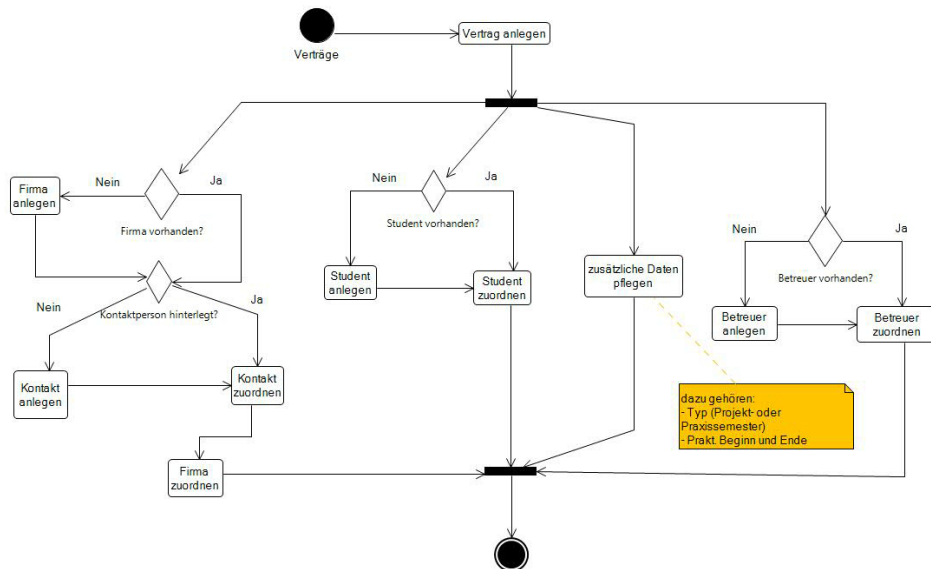 Verträge
Vertrag anlegen
Nein
Ja
Firma
anlegen
Firma vorhanden?
Nein
Ja
Kontaktperson hinterlegt?
Kontakt
anlegen
Kontakt
zuordnen
Firma
zuordnen
Nein
Ja
Student vorhanden?
Student
anlegen
Student
zuordnen
zusätzliche Daten
pflegen
dazu gehören:
- Typ (Projekt- oder
Praxissemester)
- Prakt. Beginn und Ende
Nein
Ja
Betreuer vorhanden?
Betreuer
anlegen
Betreuer
zuordnen